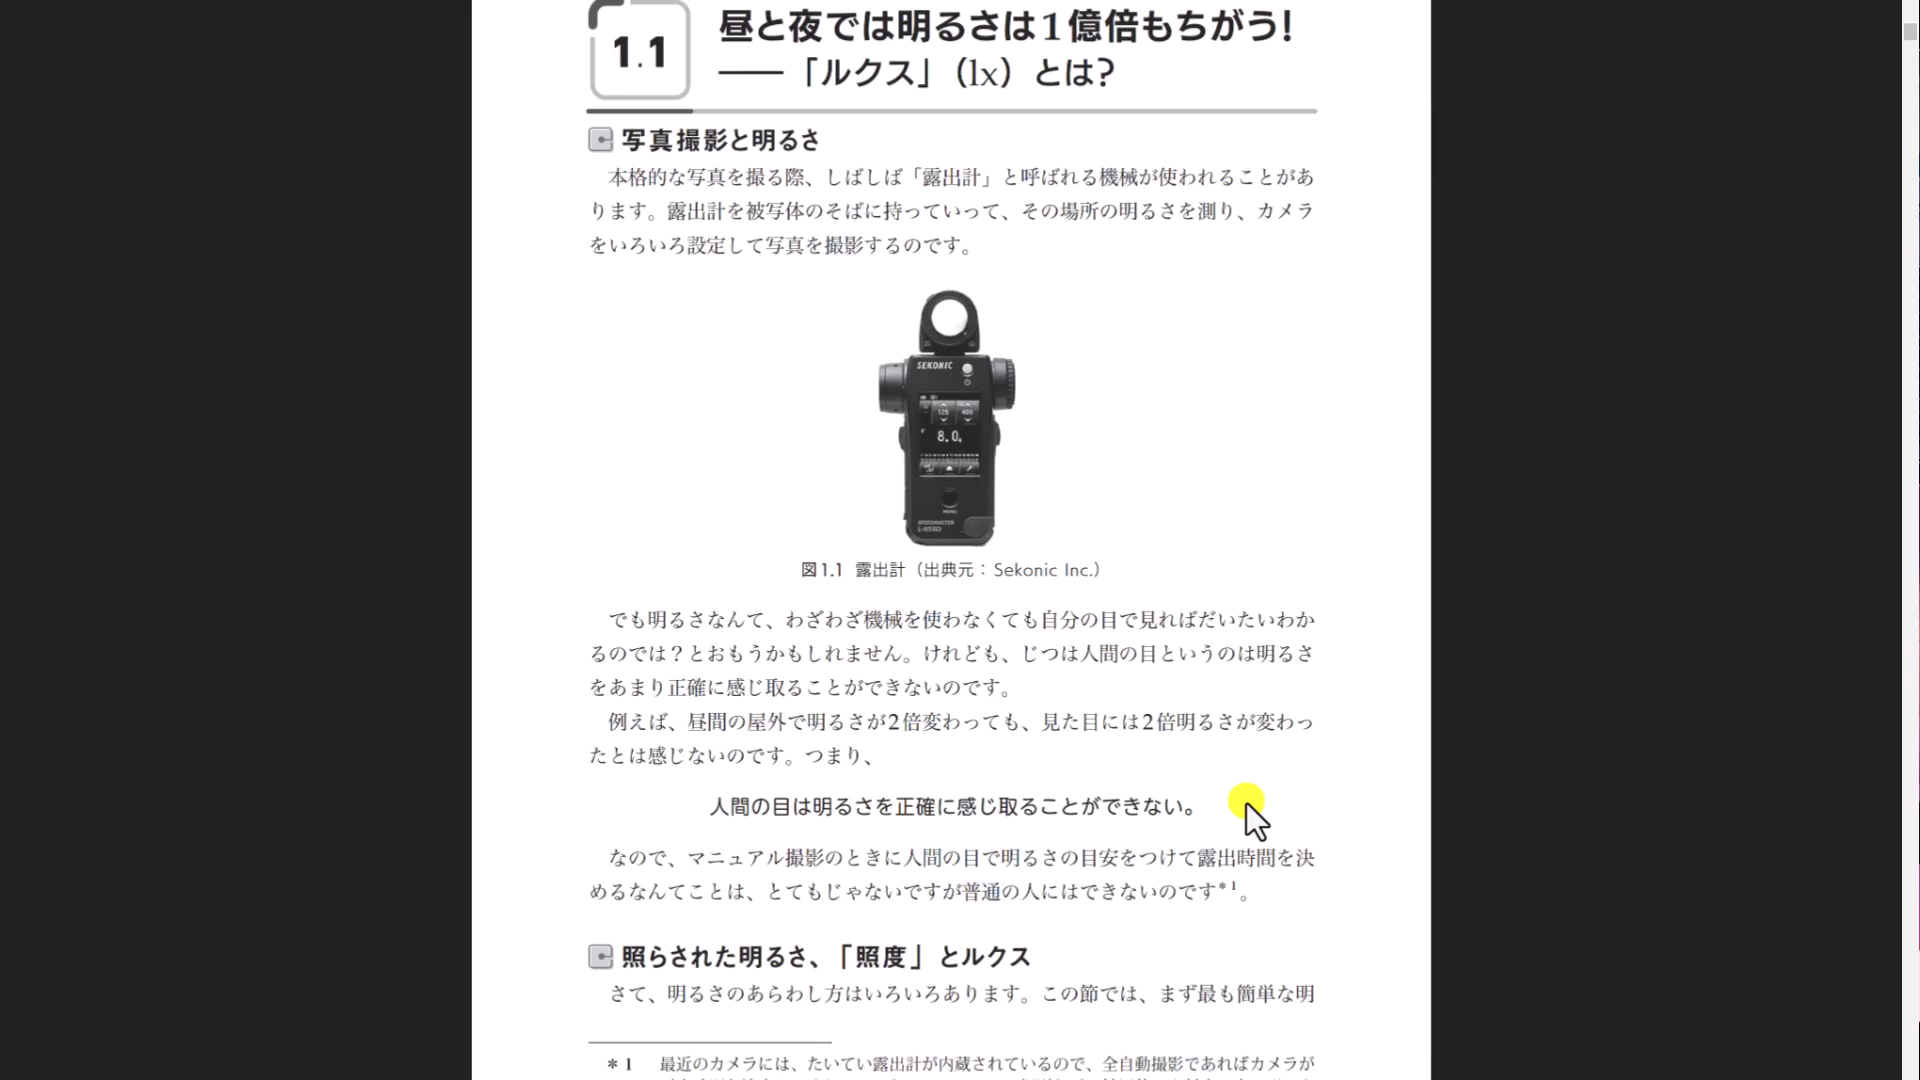 1.1
昼と夜では明るさは1億倍もちがう!
――「ルクス」(lx)とは?
写真撮影と明るさ
本格的な写真を撮る際、しばしば「露出計」と呼ばれる機械が使われることがあ
ります。露出計を被写体のそばに持っていって、その場所の明るさを測り、カメラ
をいろいろ設定して写真を撮影するのです。
SEKONIC
125 400
8.0
MENU
SPEEDMASTER
L-858D
図1.1 露出計(出典元:Sekonic Inc.)
でも明るさなんて、わざわざ機械を使わなくても自分の目で見ればだいたいわか
るのでは?とおもうかもしれません。けれども、じつは人間の目というのは明るさ
をあまり正確に感じ取ることができないのです。
例えば、昼間の屋外で明るさが2倍変わっても、見た目には2倍明るさが変わっ
たとは感じないのです。つまり、
人間の目は明るさを正確に感じ取ることができない。
なので、マニュアル撮影のときに人間の目で明るさの目安をつけて露出時間を決
めるなんてことは、とてもじゃないですが普通の人にはできないのです*1。
照らされた明るさ、「照度」とルクス
さて、明るさのあらわし方はいろいろあります。この節では、まず最も簡単な明
*1 最近のカメラには、たいてい露出計が内蔵されているので、全自動撮影であればカメラが